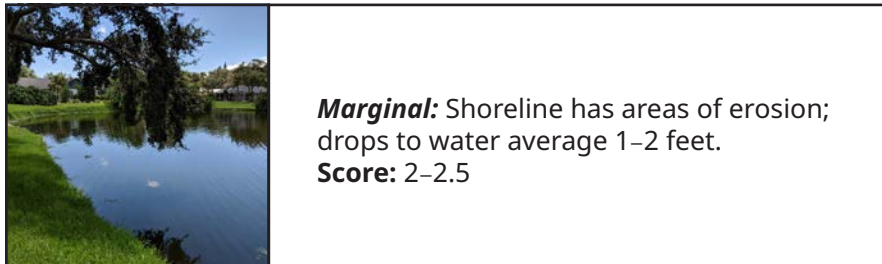 Marginal: Shoreline has areas of erosion;
drops to water average 1–2 feet.
Score: 2–2.5